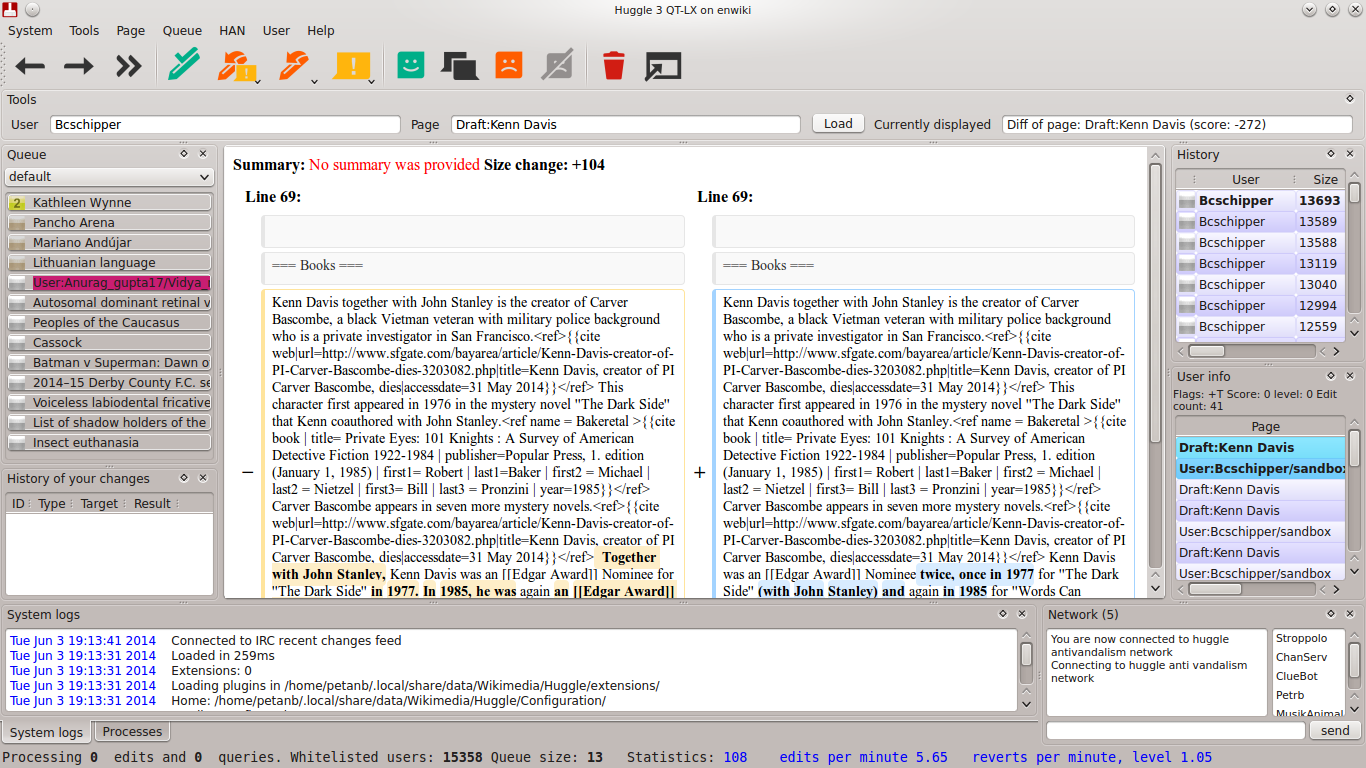 Huggle 3 QT-LX on enwiki
System Tools Page Queue HAN User Help
Tools
User Bcschipper Page Draft:Kenn Davis Load Currently displayed Diff of page: Draft:Kenn Davis (score: -272)
Queue
default
2 Kathleen Wynne
Pancho Arena
Mariano Andújar
Lithuanian language
User:Anurag_gupta17/Vidya_
Autosomal dominant retinal v
Peoples of the Caucasus
Cassock
Batman v Superman: Dawn o
2014–15 Derby County F.C. se
Voiceless labiodental fricative
List of shadow holders of the
Insect euthanasia
History of your changes
ID Type Target Result
Summary: No summary was provided Size change: +104
Line 69:
=== Books ===
Kenn Davis together with John Stanley is the creator of Carver
Bascombe, a black Vietman veteran with military police background
who is a private investigator in San Francisco.<ref>{{cite
web|url=http://www.sfgate.com/bayarea/article/Kenn-Davis-creator-of-
PI-Carver-Bascombe-dies-3203082.php|title=Kenn Davis, creator of PI
Carver Bascombe, dies|accessdate=31 May 2014}}</ref> This
character first appeared in 1976 in the mystery novel "The Dark Side"
that Kenn coauthored with John Stanley.<ref name = Bakeretal >{{cite
book | title= Private Eyes: 101 Knights : A Survey of American
Detective Fiction 1922-1984 | publisher=Popular Press, 1. edition
(January 1, 1985) | first1= Robert | last1=Baker | first2 = Michael |
last2 = Nietzel | first3= Bill | last3 = Pronzini | year=1985}}</ref>
Carver Bascombe appears in seven more mystery novels.<ref>{{cite
web|url=http://www.sfgate.com/bayarea/article/Kenn-Davis-creator-of-
PI-Carver-Bascombe-dies-3203082.php|title=Kenn Davis, creator of PI
Carver Bascombe, dies|accessdate=31 May 2014}}</ref> Together
with John Stanley, Kenn Davis was an [[Edgar Award]] Nominee for
"The Dark Side" in 1977. In 1985, he was again an [[Edgar Award]]
−
Line 69:
=== Books ===
Kenn Davis together with John Stanley is the creator of Carver
Bascombe, a black Vietman veteran with military police background
who is a private investigator in San Francisco.<ref>{{cite
web|url=http://www.sfgate.com/bayarea/article/Kenn-Davis-creator-of-
PI-Carver-Bascombe-dies-3203082.php|title=Kenn Davis, creator of PI
Carver Bascombe, dies|accessdate=31 May 2014}}</ref> This
character first appeared in 1976 in the mystery novel "The Dark Side"
that Kenn coauthored with John Stanley.<ref name = Bakeretal >{{cite
book | title= Private Eyes: 101 Knights : A Survey of American
Detective Fiction 1922-1984 | publisher=Popular Press, 1. edition
(January 1, 1985) | first1= Robert | last1=Baker | first2 = Michael |
last2 = Nietzel | first3= Bill | last3 = Pronzini | year=1985}}</ref>
Carver Bascombe appears in seven more mystery novels.<ref>{{cite
web|url=http://www.sfgate.com/bayarea/article/Kenn-Davis-creator-of-
PI-Carver-Bascombe-dies-3203082.php|title=Kenn Davis, creator of PI
Carver Bascombe, dies|accessdate=31 May 2014}}</ref> Kenn Davis
was an [[Edgar Award]] Nominee twice, once in 1977 for "The Dark
Side" (with John Stanley) and again in 1985 for "Words Can
+
History
User Size
Bcschipper 13693
Bcschipper 13589
Bcschipper 13588
Bcschipper 13119
Bcschipper 13040
Bcschipper 12994
Bcschipper 12559
User info
Flags: +T Score: 0 level: 0 Edit
count: 41
Page
Draft:Kenn Davis
User:Bcschipper/sandbox
Draft:Kenn Davis
Draft:Kenn Davis
User:Bcschipper/sandbox
Draft:Kenn Davis
User:Bcschipper/sandbox
System logs
Tue Jun 3 19:13:41 2014 Connected to IRC recent changes feed
Tue Jun 3 19:13:31 2014 Loaded in 259ms
Tue Jun 3 19:13:31 2014 Extensions: 0
Tue Jun 3 19:13:31 2014 Loading plugins in /home/petanb/.local/share/data/Wikimedia/Huggle/extensions/
Tue Jun 3 19:13:31 2014 Home: /home/petanb/.local/share/data/Wikimedia/Huggle/Configuration/
System logs Processes
Network (5)
You are now connected to huggle
antivandalism network
Connecting to huggle anti vandalism
network
Stroppolo
ChanServ
ClueBot
Petrb
MusikAnimal
send
Processing 0 edits and 0 queries. Whitelisted users: 15358 Queue size: 13 Statistics: 108 edits per minute 5.65 reverts per minute, level 1.05